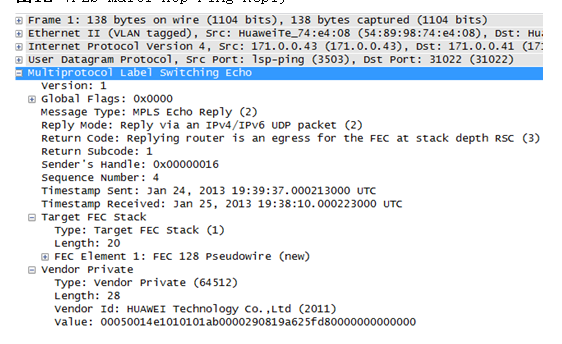 Frame 1: 138 bytes on wire (1104 bits), 138 bytes captured (1104 bits)
Ethernet II (VLAN tagged), Src: HuaweiTe_74:e4:08 (54:89:98:74:e4:08), Dst: Hua
Internet Protocol Version 4, Src: 171.0.0.43 (171.0.0.43), Dst: 171.0.0.41 (171
User Datagram Protocol, Src Port: lsp-ping (3503), Dst Port: 31022 (31022)
Multiprotocol Label Switching Echo
Version: 1
Global Flags: 0x0000
Message Type: MPLS Echo Reply (2)
Reply Mode: Reply via an IPv4/IPv6 UDP packet (2)
Return Code: Replying router is an egress for the FEC at stack depth RSC (3)
Return Subcode: 1
Sender's Handle: 0x00000016
Sequence Number: 4
Timestamp Sent: Jan 24, 2013 19:39:37.000213000 UTC
Timestamp Received: Jan 25, 2013 19:38:10.000223000 UTC
Target FEC Stack
Type: Target FEC Stack (1)
Length: 20
FEC Element 1: FEC 128 Pseudowire (new)
Vendor Private
Type: Vendor Private (64512)
Length: 28
Vendor Id: HUAWEI Technology Co.,Ltd (2011)
Value: 00050014e1010101ab0000290819a625fd80000000000000